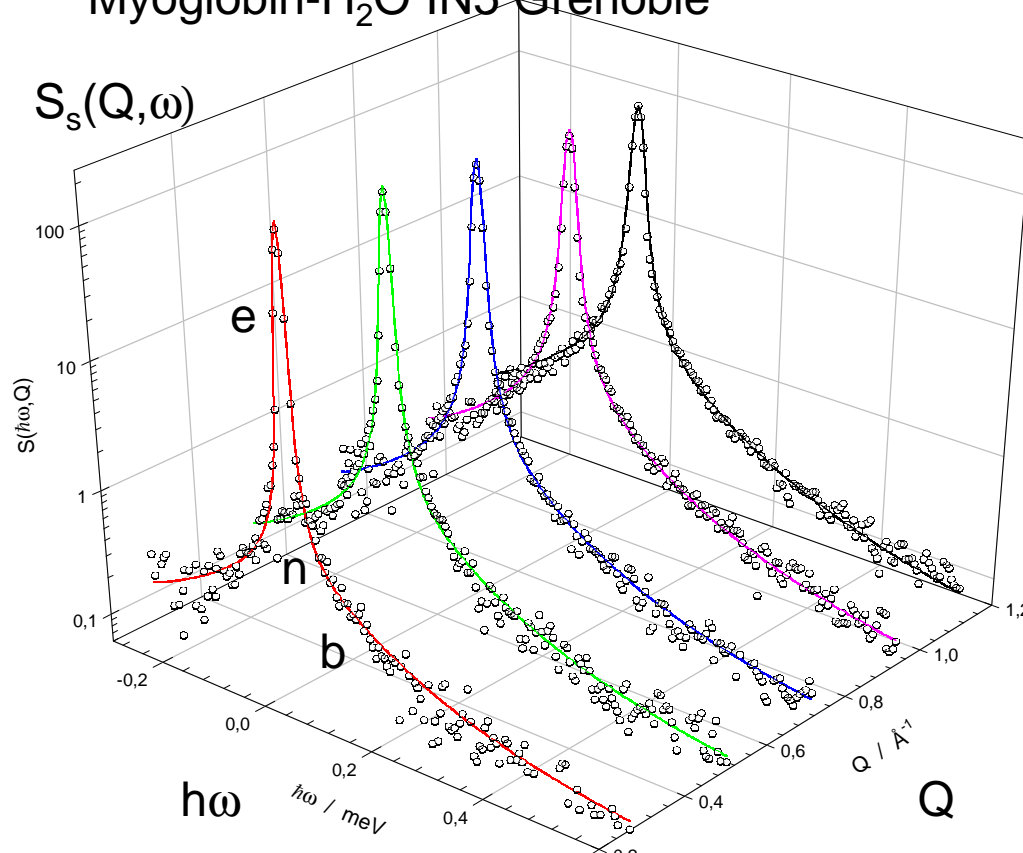 Myoglobin-H₂O IN5 Grenoble
Sₛ(Q,ω)
100
10
1
0,1
S(ħω,Q)
e
n
b
-0,2
0,0
0,2
0,4
ħω / meV
hω
0,4
0,6
0,8
1,0
1,2
Q / Å⁻¹
Q